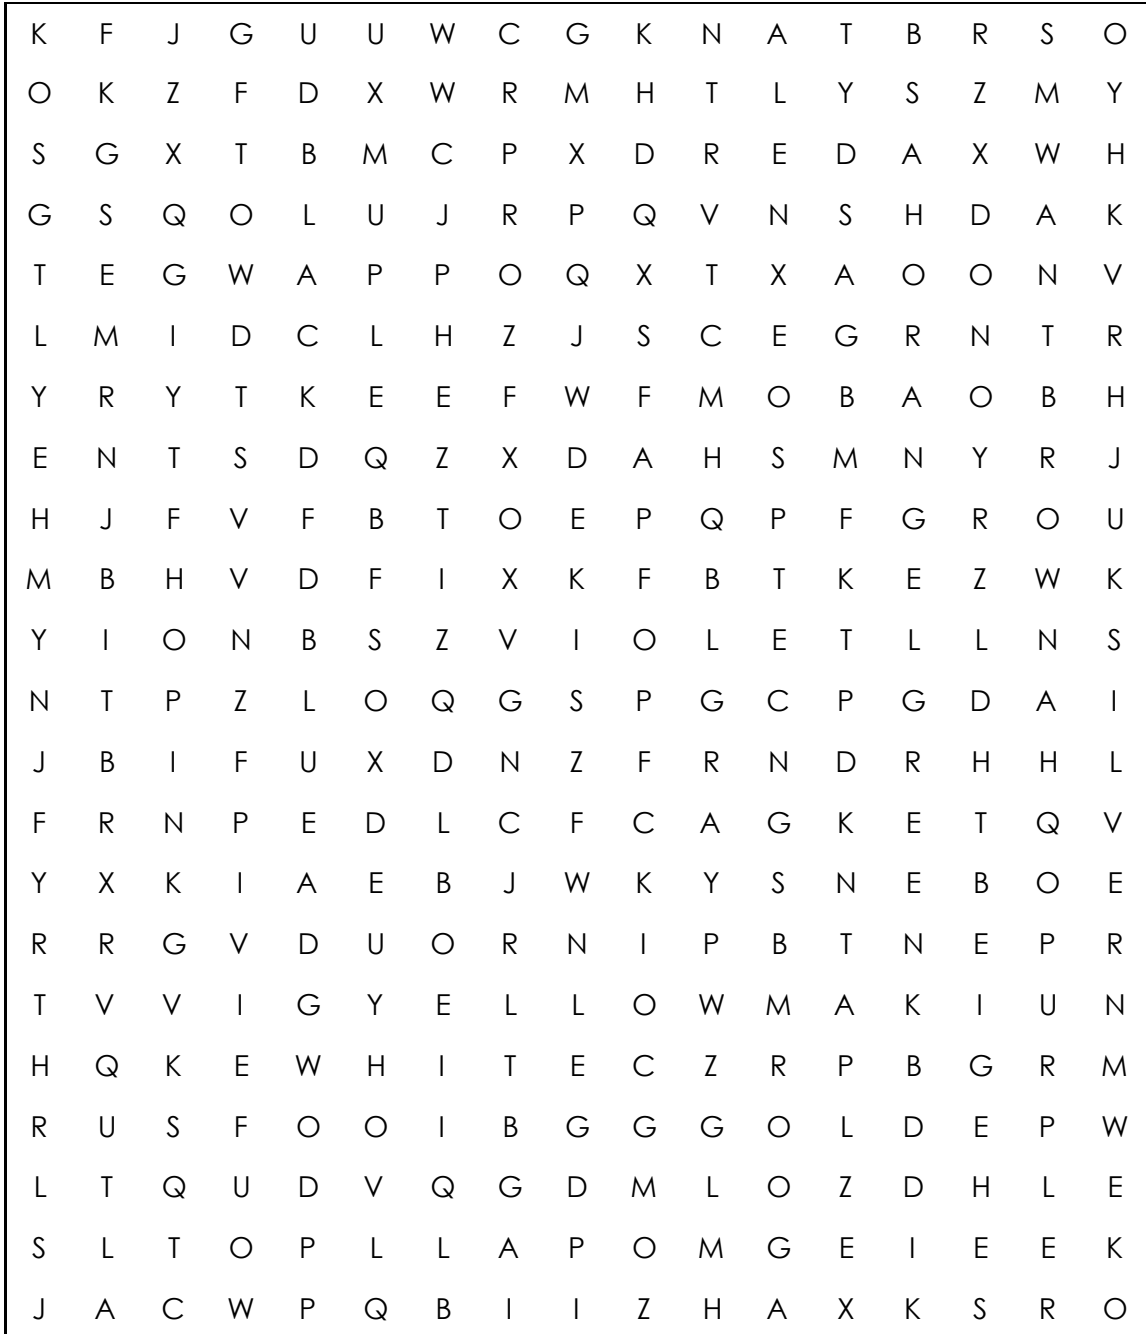 K F J G U U W C G K N A T B R S O
O K Z F D X W R M H T L Y S Z M Y
S G X T B M C P X D R E D A X W H
G S Q O L U J R P Q V N S H D A K
T E G W A P P O Q X T X A O O N V
L M I D C L H Z J S C E G R N T R
Y R Y T K E E F W F M O B A O B H
E N T S D Q Z X D A H S M N Y R J
H J F V F B T O E P Q P F G R O U
M B H V D F I X K F B T K E Z W K
Y I O N B S Z V I O L E T L L N S
N T P Z L O Q G S P G C P G D A I
J B I F U X D N Z F R N D R H H L
F R N P E D L C F C A G K E T Q V
Y X K I A E B J W K Y S N E B O E
R R G V D U O R N I P B T N E P R
T V V I G Y E L L O W M A K I U N
H Q K E W H I T E C Z R P B G R M
R U S F O O I B G G G O L D E P W
L T Q U D V Q G D M L O Z D H L E
S L T O P L L A P O M G E I E E K
J A C W P Q B I I Z H A X K S R O